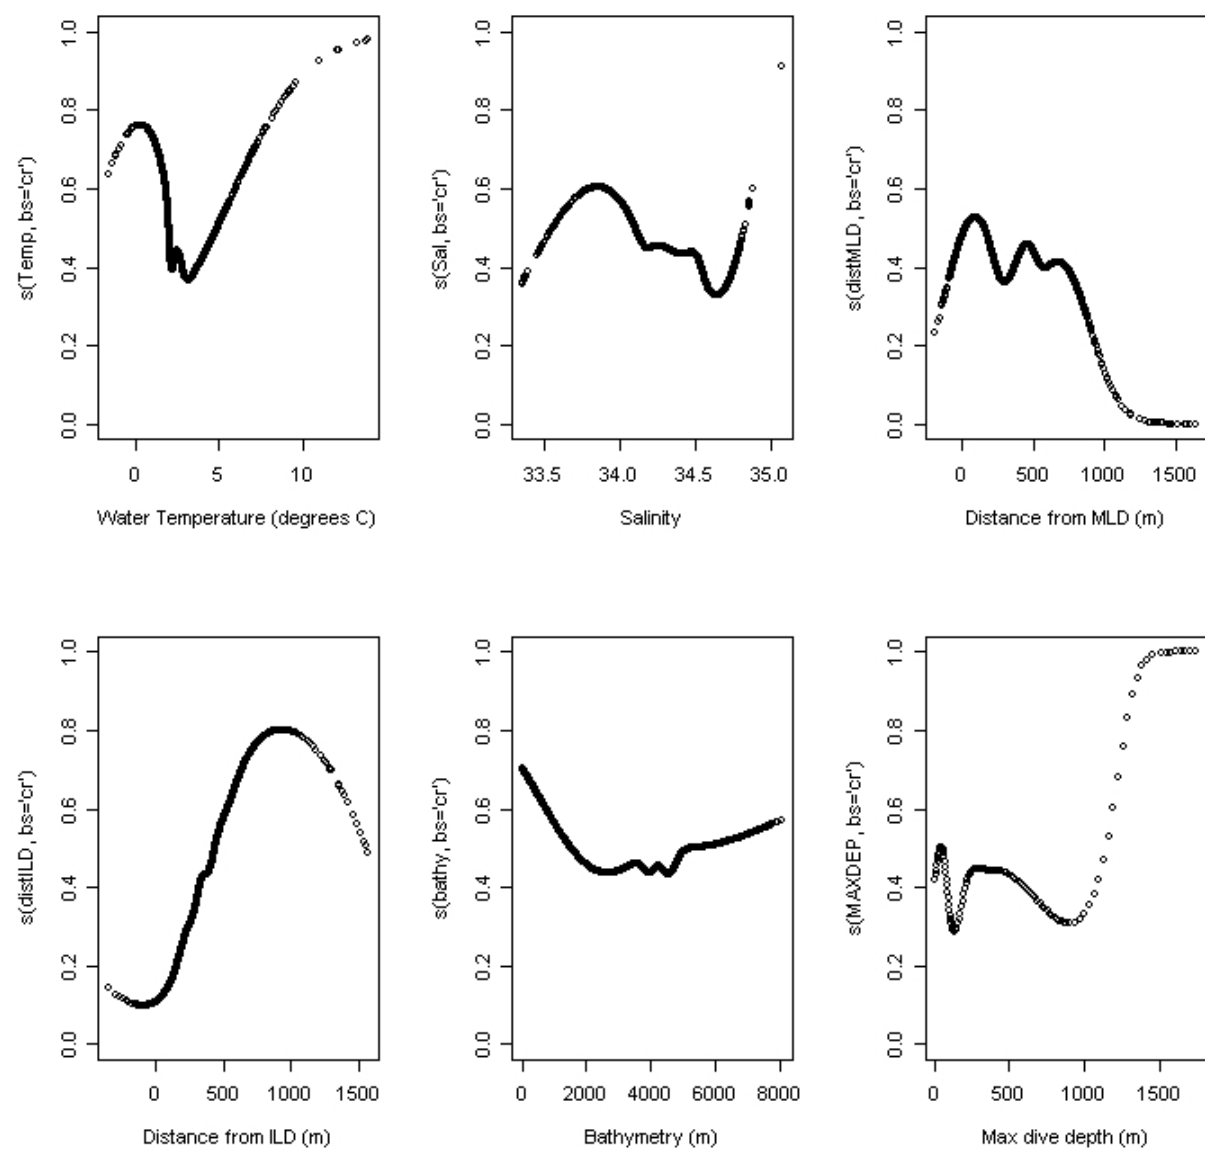 s(Temp, bs='cr')
0.0 0.2 0.4 0.6 0.8 1.0
0 5 10
Water Temperature (degrees C)
s(Sal, bs='cr')
0.0 0.2 0.4 0.6 0.8 1.0
33.5 34.0 34.5 35.0
Salinity
s(distMLD, bs='cr')
0.0 0.2 0.4 0.6 0.8 1.0
0 500 1000 1500
Distance from MLD (m)
s(distILD, bs='cr')
0.0 0.2 0.4 0.6 0.8 1.0
0 500 1000 1500
Distance from ILD (m)
s(bathy, bs='cr')
0.0 0.2 0.4 0.6 0.8 1.0
0 2000 4000 6000 8000
Bathymetry (m)
s(MAXDEP, bs='cr')
0.0 0.2 0.4 0.6 0.8 1.0
0 500 1000 1500
Max dive depth (m)